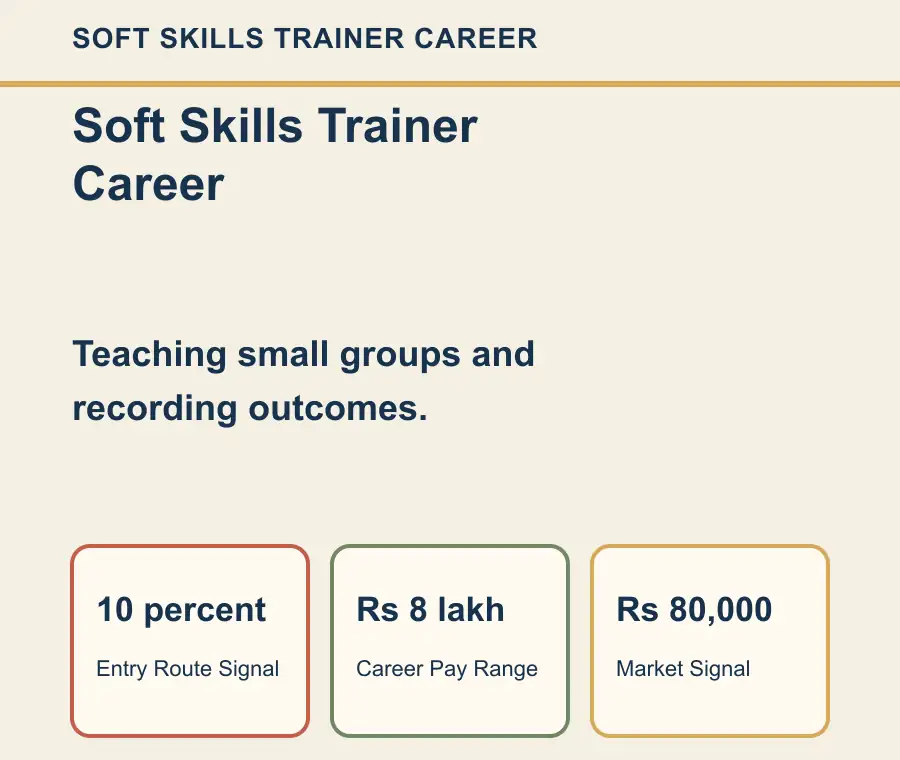 SOFT SKILLS TRAINER CAREER
Soft Skills Trainer
Career
Teaching small groups and
recording outcomes.
10 percent
Entry Route Signal
Rs 8 lakh
Career Pay Range
Rs 80,000
Market Signal